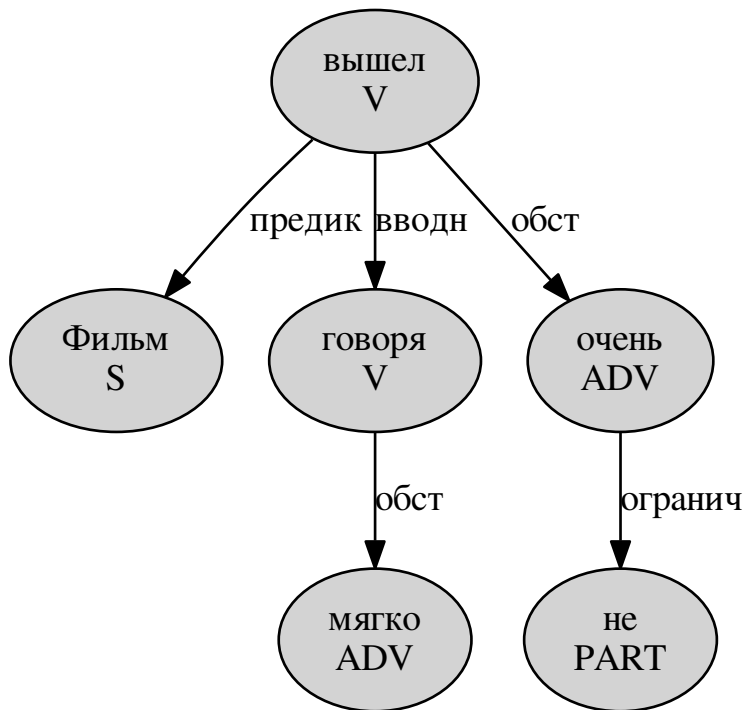 вышел
V
предик
вводн
обст
Фильм
S
говоря
V
очень
ADV
обст
огранич
мягко
ADV
не
PART